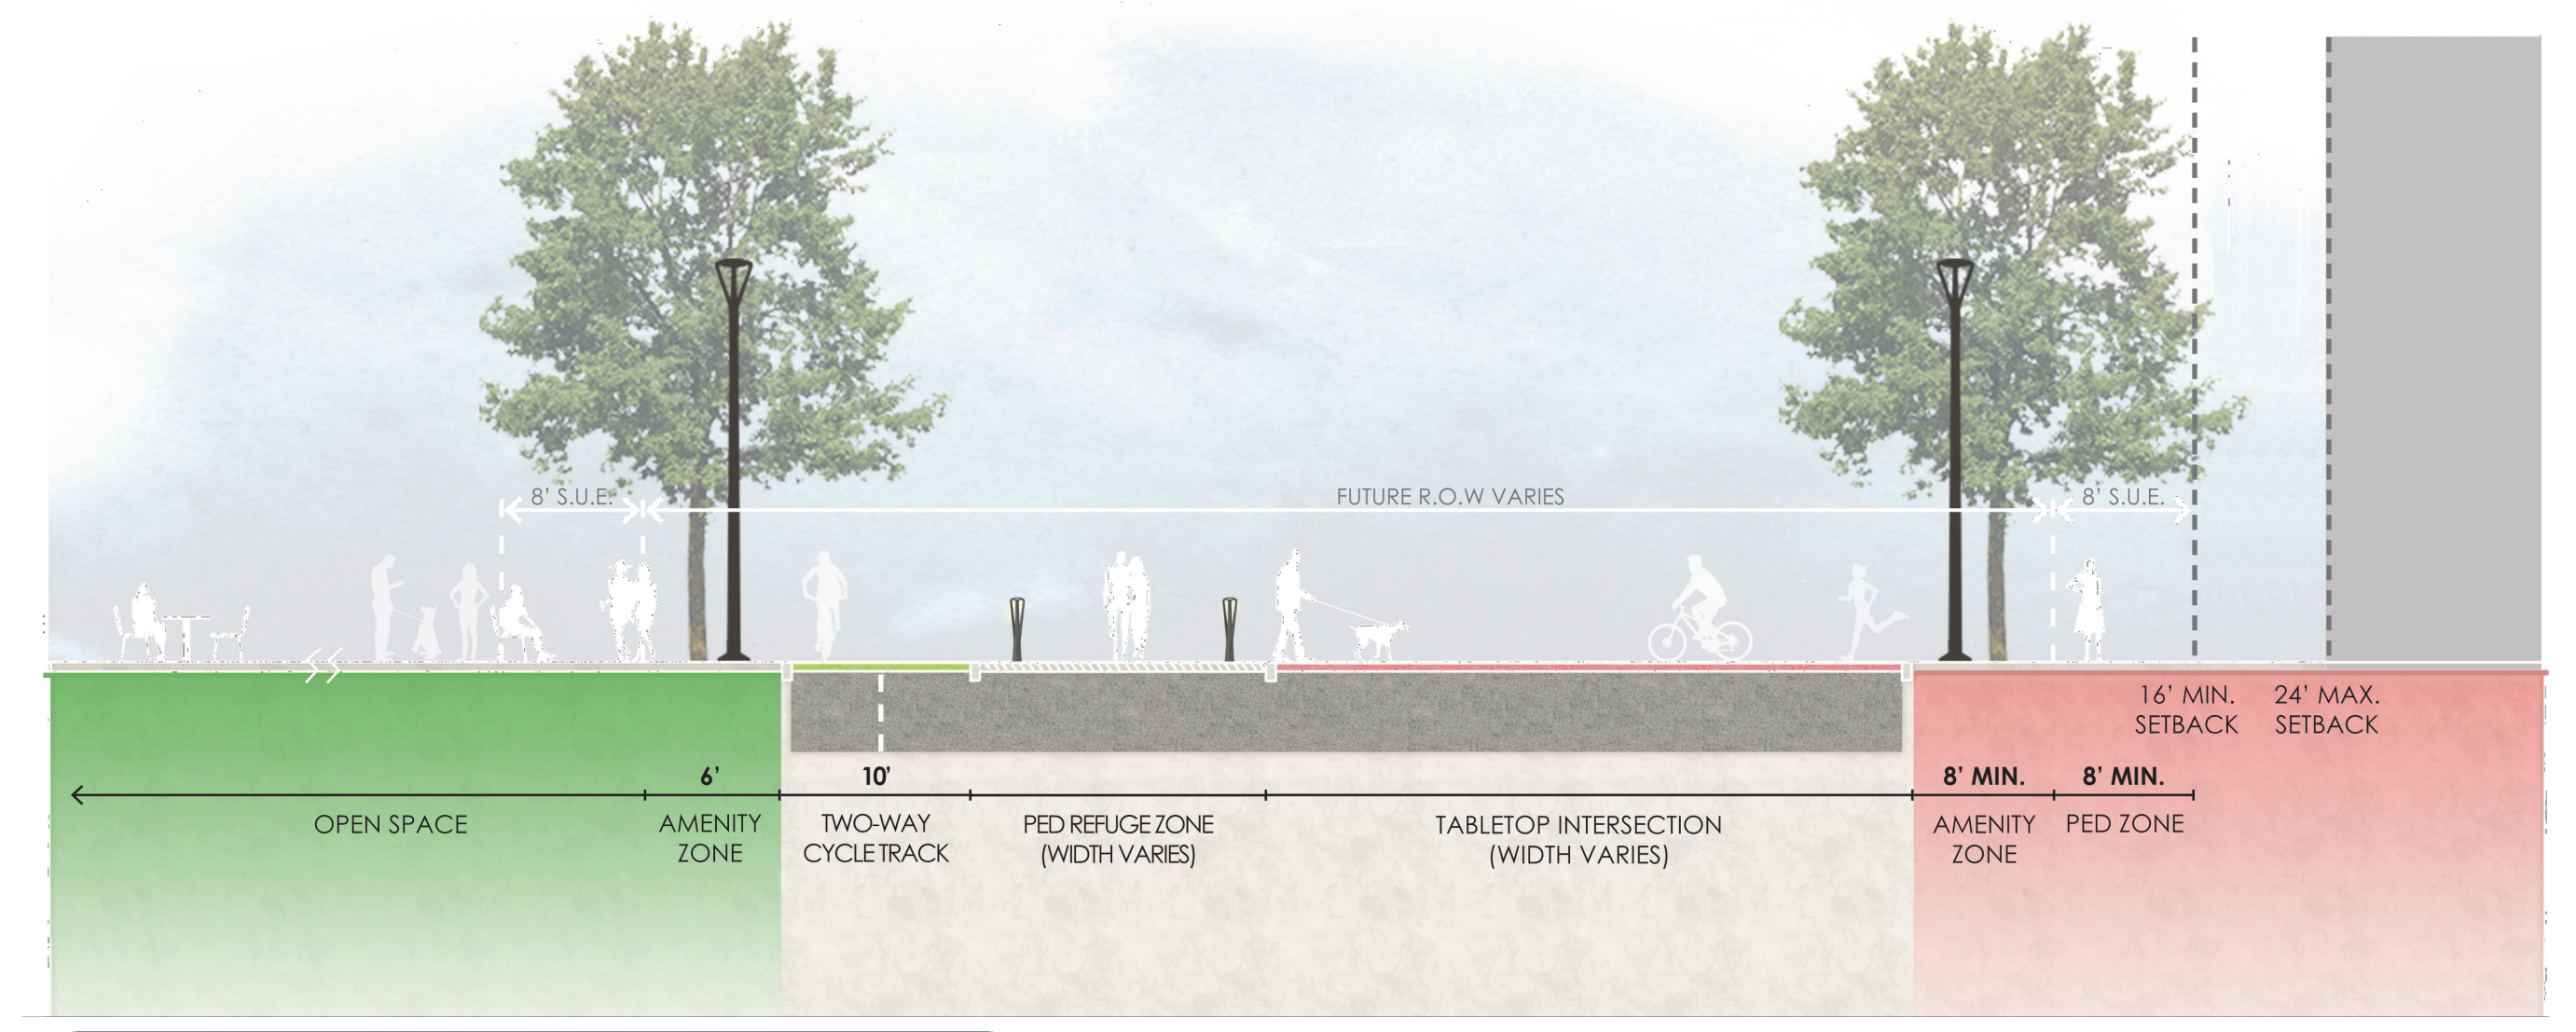 8' S.U.E.
FUTURE R.O.W VARIES
8' S.U.E.
16' MIN.
SETBACK
24' MAX.
SETBACK
6'
10'
8' MIN.
8' MIN.
OPEN SPACE
AMENITY
ZONE
TWO-WAY
CYCLE TRACK
PED REFUGE ZONE
(WIDTH VARIES)
TABLETOP INTERSECTION
(WIDTH VARIES)
AMENITY
ZONE
PED ZONE